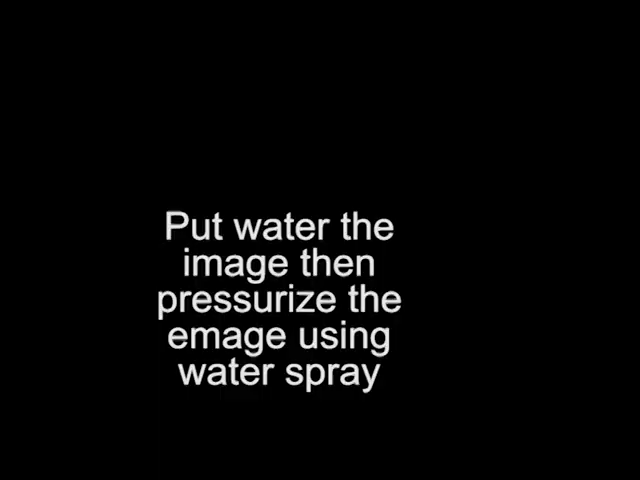 Put water the
image then
pressurize the
emage using
water spray